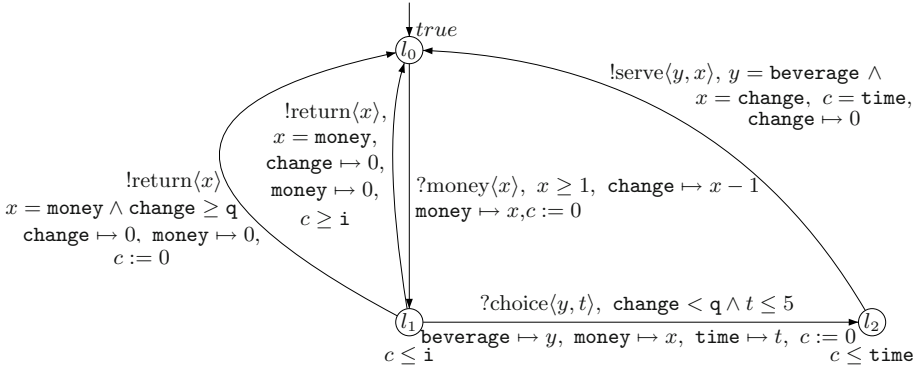 true
l₀
!serve⟨y, x⟩, y = beverage ∧
x = change, c = time,
change ↦ 0
!return⟨x⟩,
x = money,
change ↦ 0,
money ↦ 0,
c ≥ i
!return⟨x⟩
x = money ∧ change ≥ q
change ↦ 0, money ↦ 0,
c := 0
?money⟨x⟩, x ≥ 1, change ↦ x − 1
money ↦ x,c := 0
?choice⟨y, t⟩, change < q ∧ t ≤ 5
l₁
l₂
beverage ↦ y, money ↦ x, time ↦ t, c := 0
c ≤ i
c ≤ time